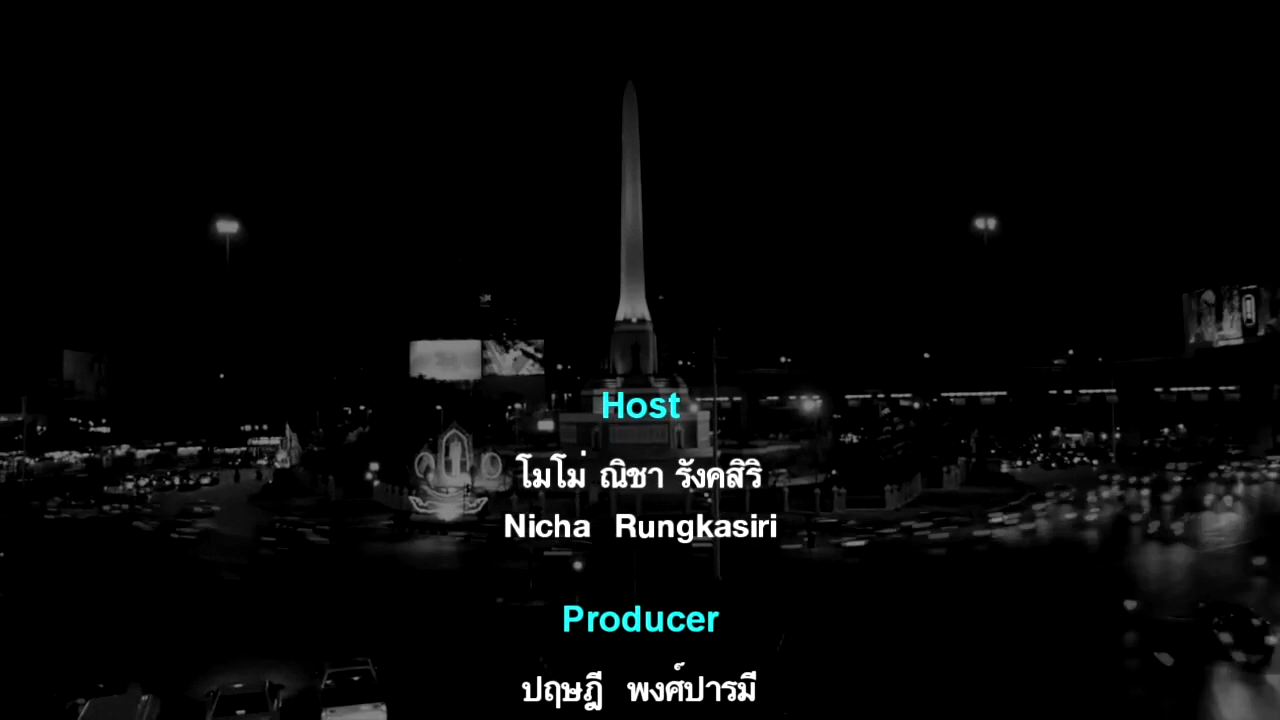 Host
โมโม่ ณิชา รังคสิริ
Nicha Rungkasiri
Producer
ปฤษฎี พงศ์ปารมี